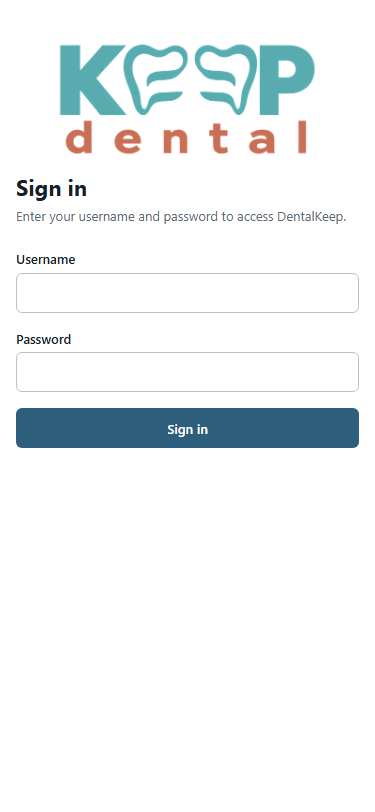 KEEP
dental
Sign in
Enter your username and password to access DentalKeep.
Username
Password
Sign in